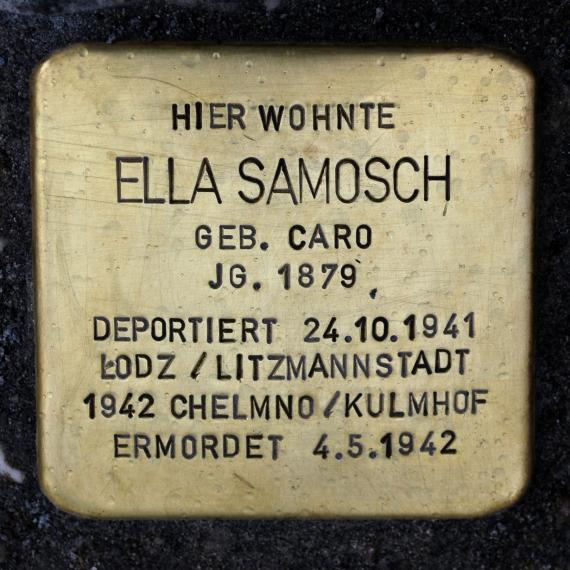 HIER WOHNTE
ELLA SAMOSCH
GEB. CARO
JG. 1879
DEPORTIERT 24.10.1941
ŁODZ / LITZMANNSTADT
1942 CHELMNO / KULMHOF
ERMORDET 4.5.1942